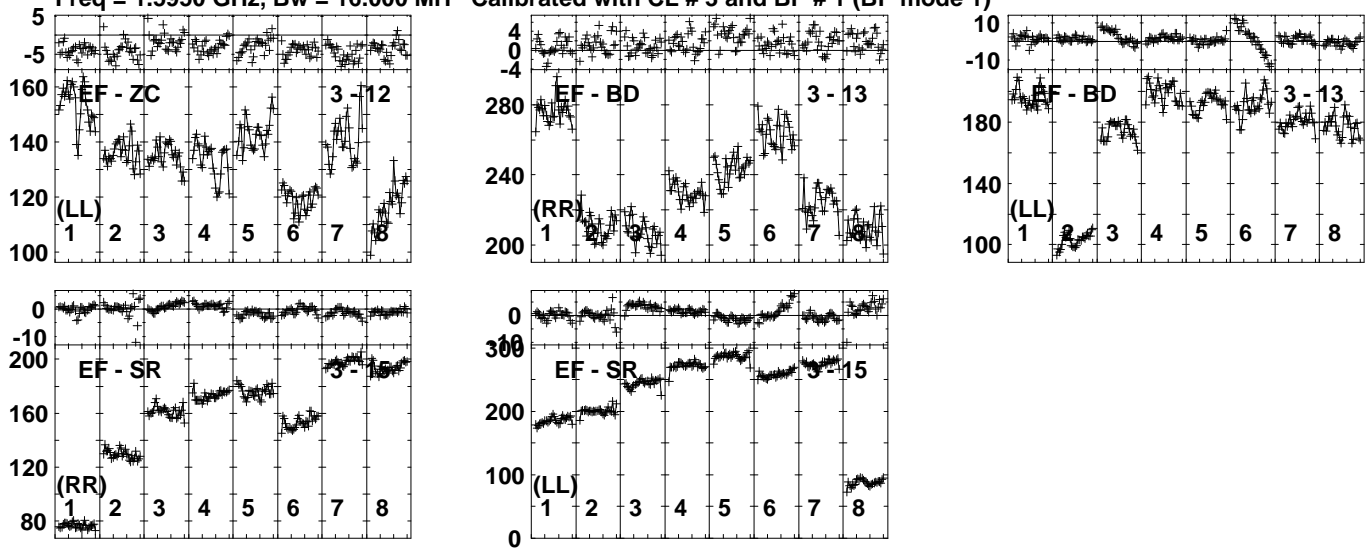 Freq = GHz, Bw = 16.000 MH Calibrated with CL # 3 and BP # 1 (BP mode 1)
5
-5
160
140
120
100
EF - ZC 3 - 12
(LL)
1 2 3 4 5 6 7 8
4
0
-4
280
240
200
EF - BD 3 - 13
(RR)
1 2 3 4 5 6 7 8
10
-10
180
140
100
EF - BD 3 - 13
(LL)
1 2 3 4 5 6 7 8
0
-10
200
160
120
80
EF - SR 3 - 15
(RR)
1 2 3 4 5 6 7 8
0
-10
300
200
100
0
EF - SR 3 - 15
(LL)
1 2 3 4 5 6 7 8